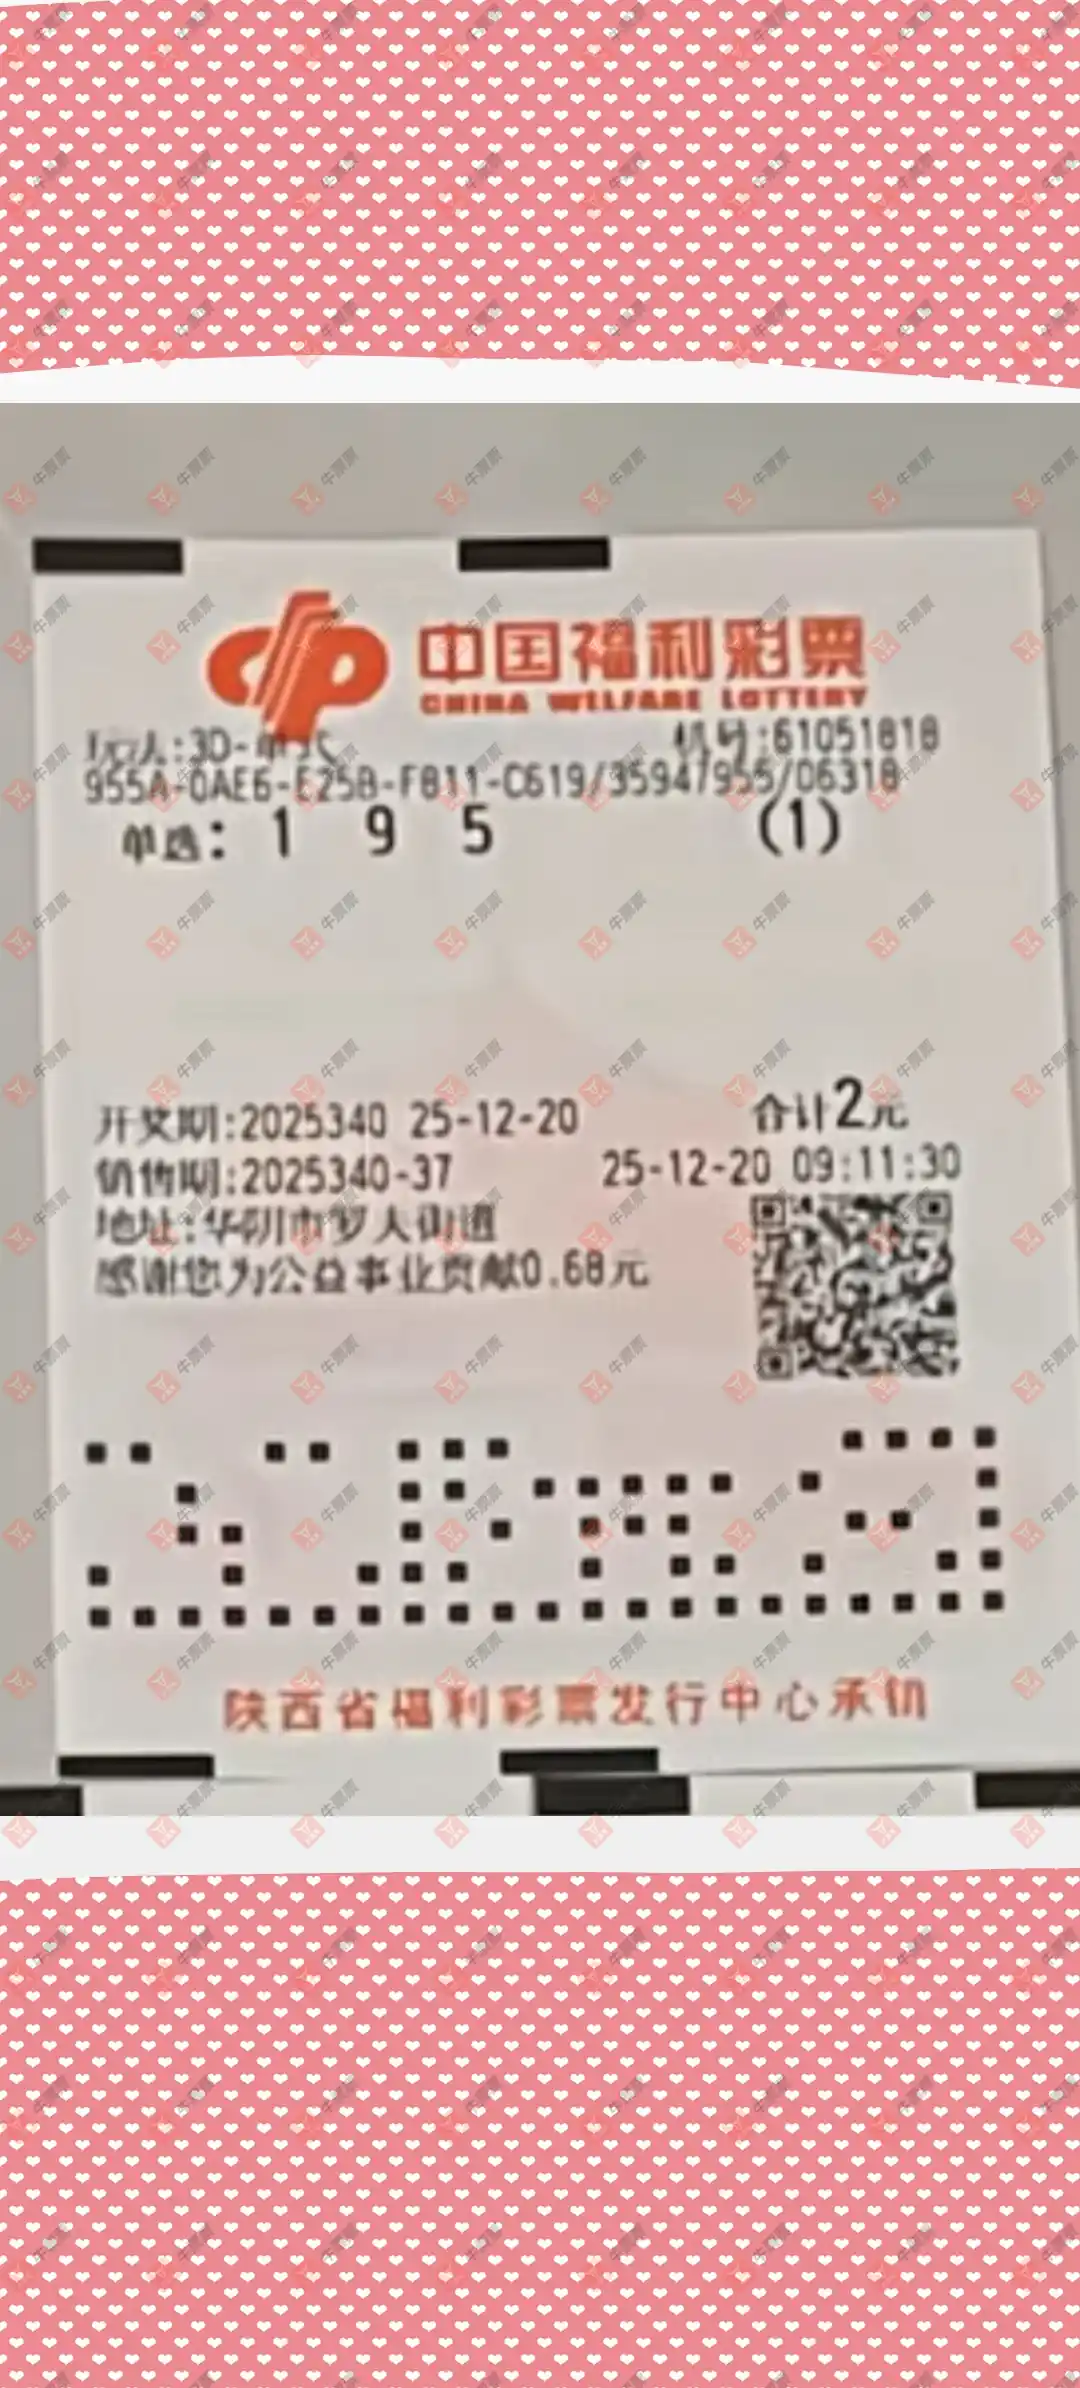 中国福利彩票
CHINA WELFARE LOTTERY
玩法:3D-单式 机号:61051818
955A-0AE6-E25B-F811-C619/35947955/06318
单选: 1 9 5 (1)
开奖期:2025340 25-12-20 合计2元
销售期:2025340-37 25-12-20 09:11:30
地址:华阴市罗夫街道
感谢您为公益事业贡献0.68元
陕西省福利彩票发行中心承销
牛票票